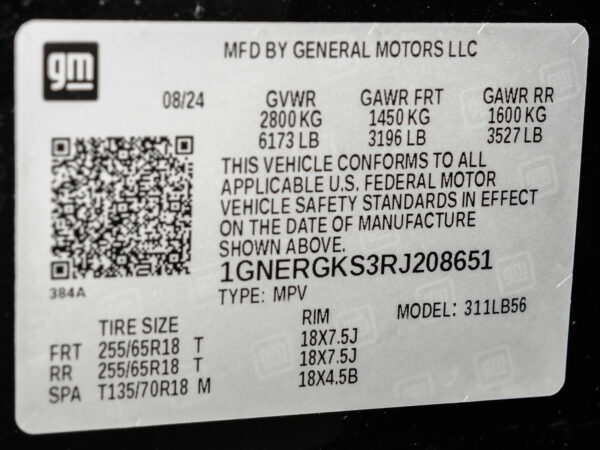 gm
MFD BY GENERAL MOTORS LLC
08/24 GVWR GAWR FRT GAWR RR
2800 KG 1450 KG 1600 KG
6173 LB 3196 LB 3527 LB
THIS VEHICLE CONFORMS TO ALL
APPLICABLE U.S. FEDERAL MOTOR
VEHICLE SAFETY STANDARDS IN EFFECT
ON THE DATE OF MANUFACTURE
SHOWN ABOVE.
1GNERGKS3RJ208651
384A
TYPE: MPV MODEL: 311LB56
TIRE SIZE RIM
FRT 255/65R18 T 18X7.5J
RR 255/65R18 T 18X7.5J
SPA T135/70R18 M 18X4.5B